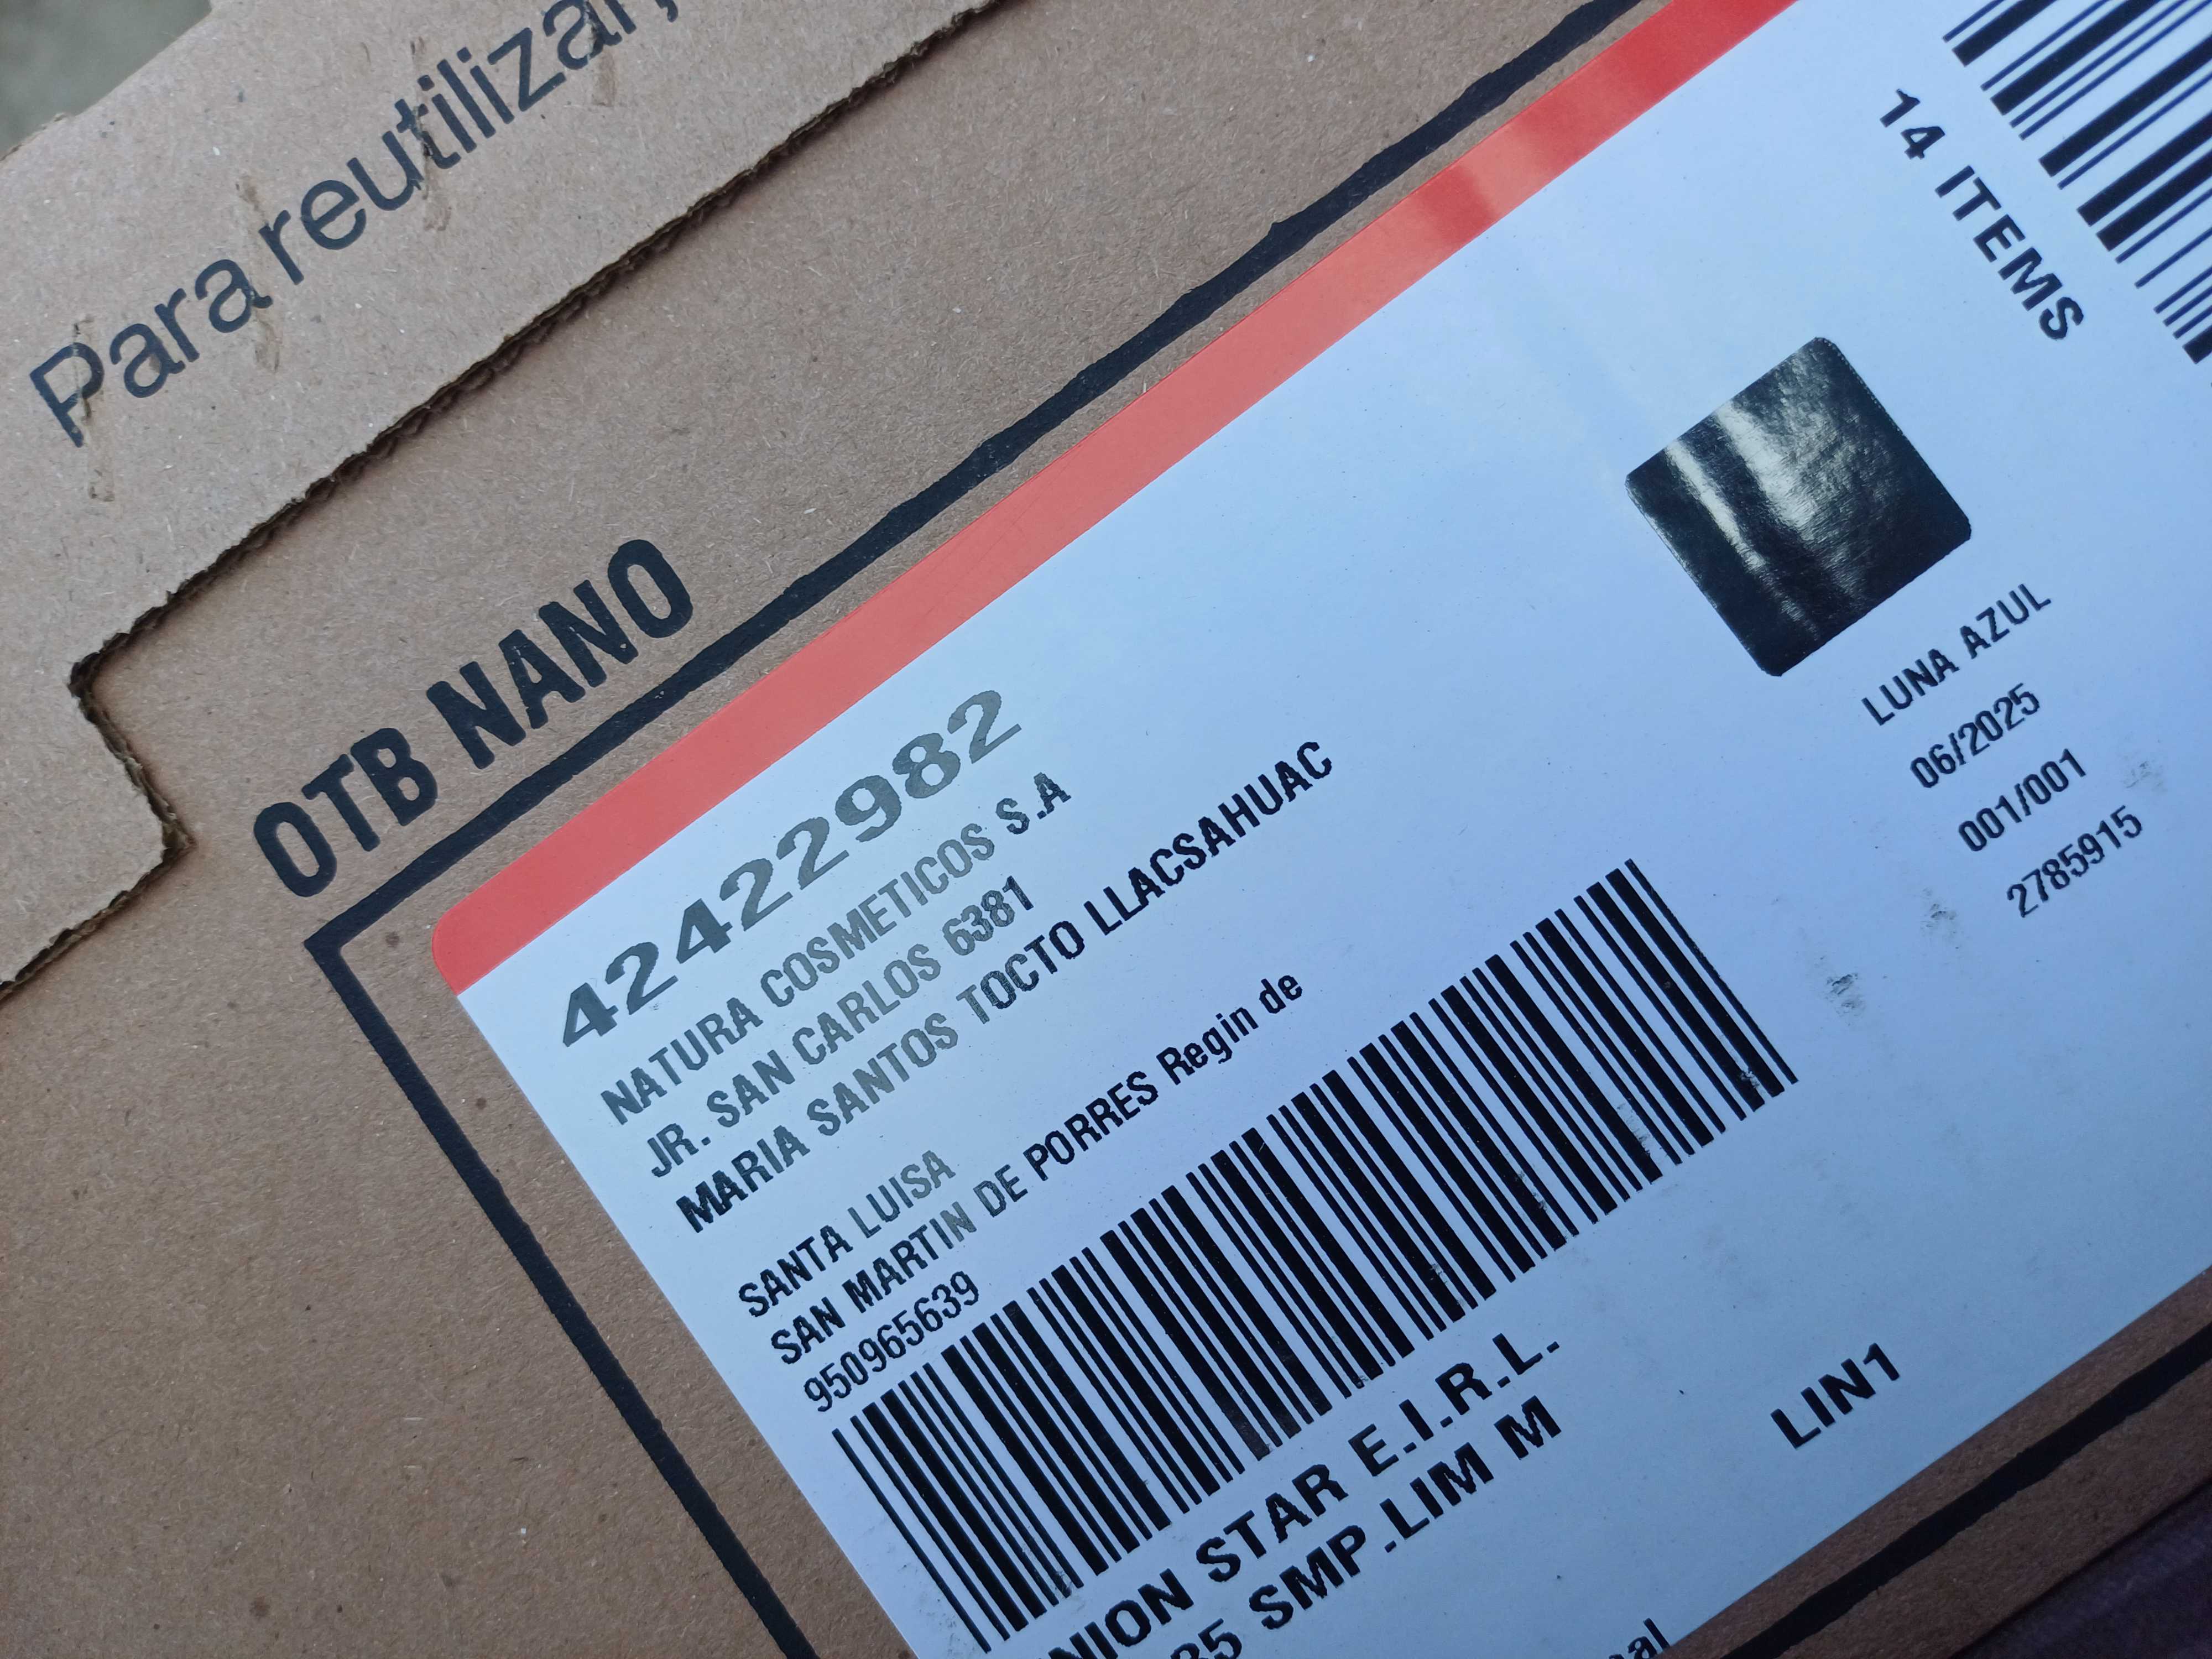 Para reutilizar,
OTB NANO
14 ITEMS
42422982
NATURA COSMETICOS S.A
JR. SAN CARLOS 6381
MARIA SANTOS TOCTO LLACSAHUAC
SANTA LUISA
SAN MARTIN DE PORRES Regin de
950965639
LUNA AZUL
06/2025
001/001
2785915
NION STAR E.I.R.L.
35 SMP.LIM M
LIN1